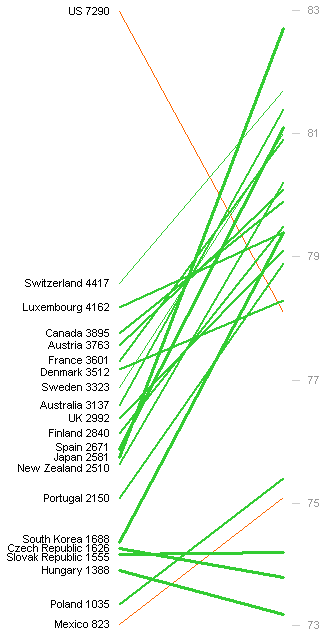 83
US 7290
81
79
Switzerland 4417
Luxembourg 4162
Canada 3895
Austria 3763
France 3601
Denmark 3512
77
Sweden 3323
Australia 3137
UK 2992
Finland 2840
Spain 2671
Japan 2581
New Zealand 2510
Portugal 2150
75
South Korea 1688
Czech Republic 1626
Slovak Republic 1555
Hungary 1388
Poland 1035
Mexico 823
73